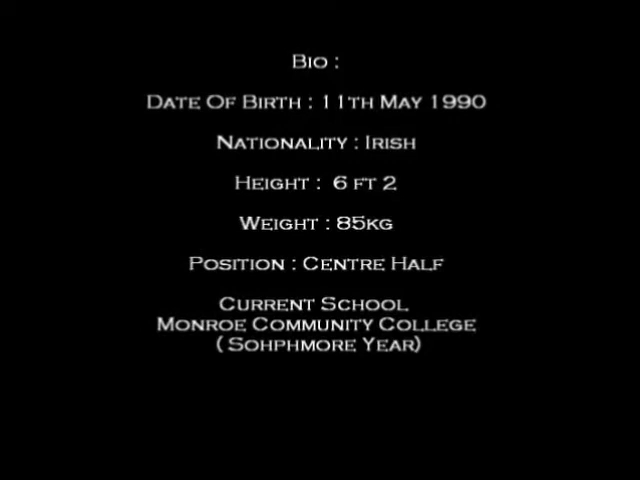 Bio :
Date Of Birth : 11th May 1990
Nationality : Irish
Height :  6 ft 2
Weight : 85kg
Position : Centre Half
Current School
Monroe Community College
( Sohphmore Year)